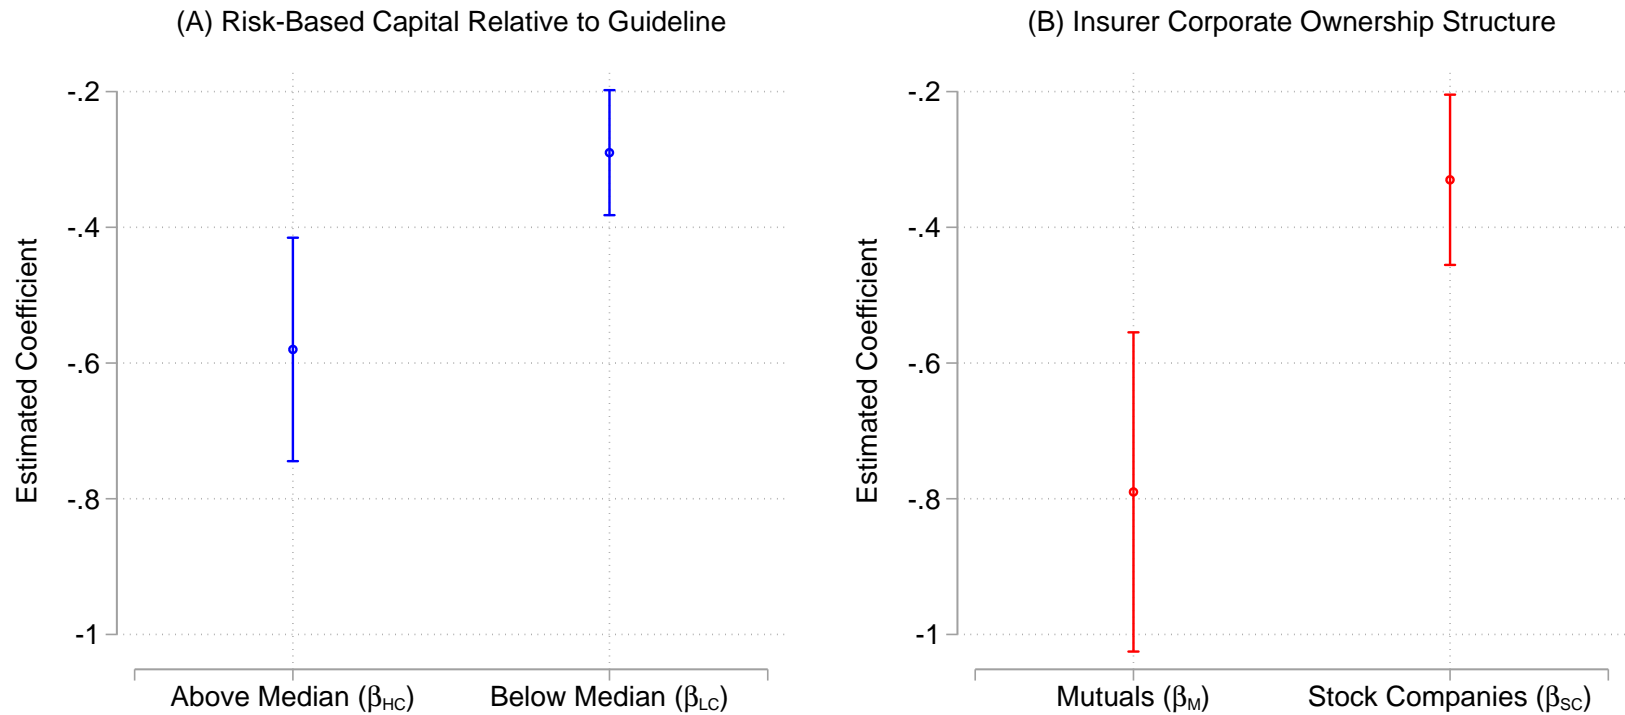 (A) Risk-Based Capital Relative to Guideline
Estimated Coefficient
-.2
-.4
-.6
-.8
-1
Above Median (βHC)
Below Median (βLC)
(B) Insurer Corporate Ownership Structure
Estimated Coefficient
-.2
-.4
-.6
-.8
-1
Mutuals (βM)
Stock Companies (βSC)